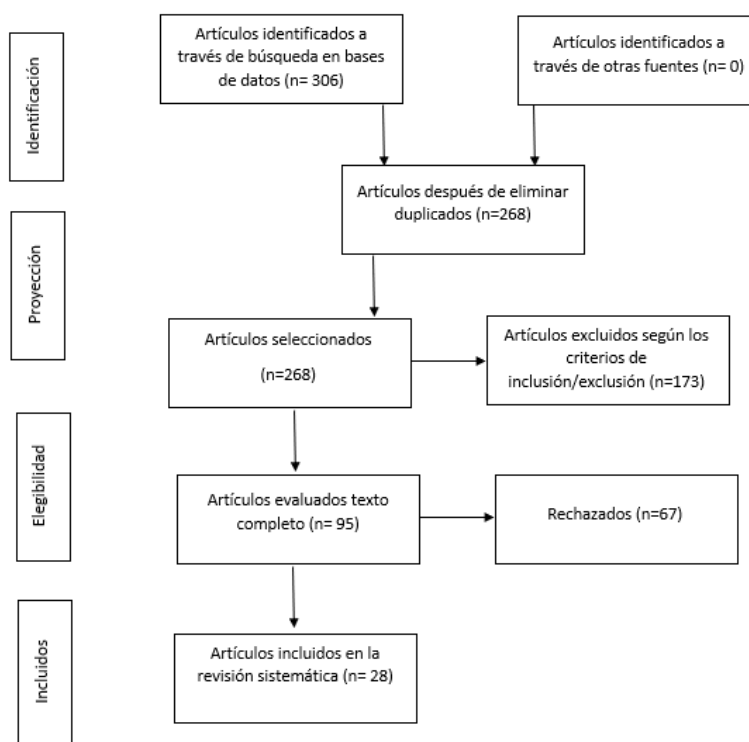 Identificación
Artículos identificados a
través de búsqueda en bases
de datos (n= 306)
Artículos identificados a
través de otras fuentes (n= 0)
Artículos después de eliminar
duplicados (n=268)
Proyección
Artículos seleccionados
(n=268)
Artículos excluidos según los
criterios de
inclusión/exclusión (n=173)
Elegibilidad
Artículos evaluados texto
completo (n= 95)
Rechazados (n=67)
Incluidos
Artículos incluidos en la
revisión sistemática (n= 28)